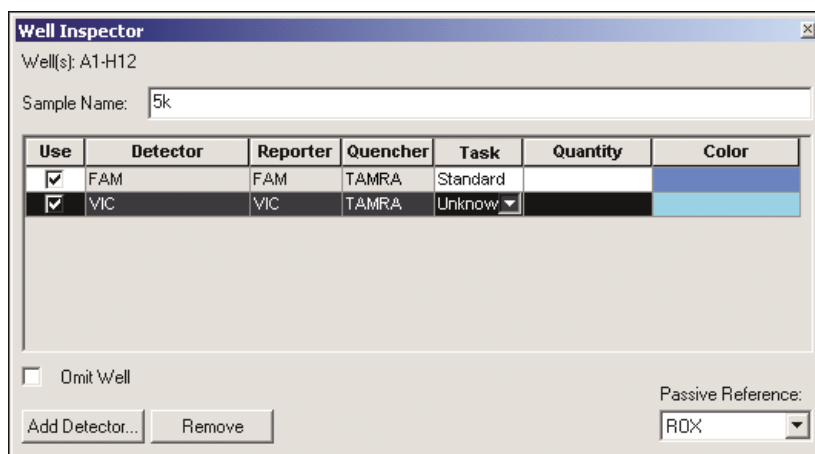 Well Inspector
Well(s): A1-H12
Sample Name: 5k
Use Detector Reporter Quencher Task Quantity Color
FAM FAM TAMRA Standard
VIC VIC TAMRA Unknow
Omit Well
Passive Reference:
Add Detector... Remove ROX